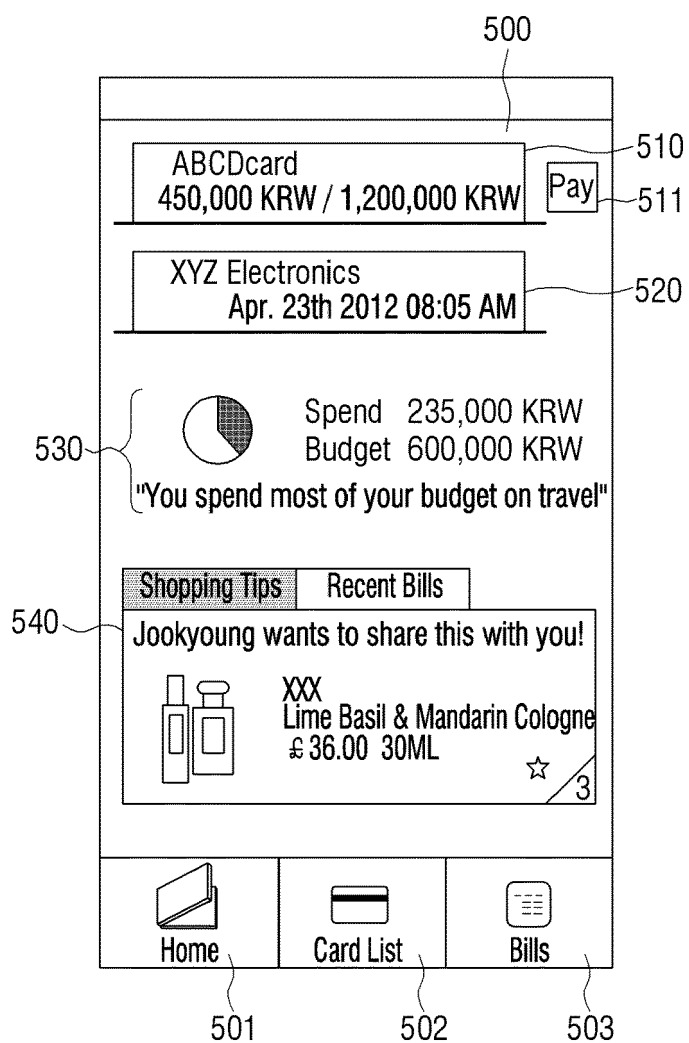 500
ABCDcard
450,000 KRW / 1,200,000 KRW
510
Pay
511
XYZ Electronics
Apr. 23th 2012 08:05 AM
520
530
Spend 235,000 KRW
Budget 600,000 KRW
"You spend most of your budget on travel"
Shopping Tips Recent Bills
540
Jookyoung wants to share this with you!
XXX
Lime Basil & Mandarin Cologne
£ 36.00 30ML
3
Home Card List Bills
501 502 503